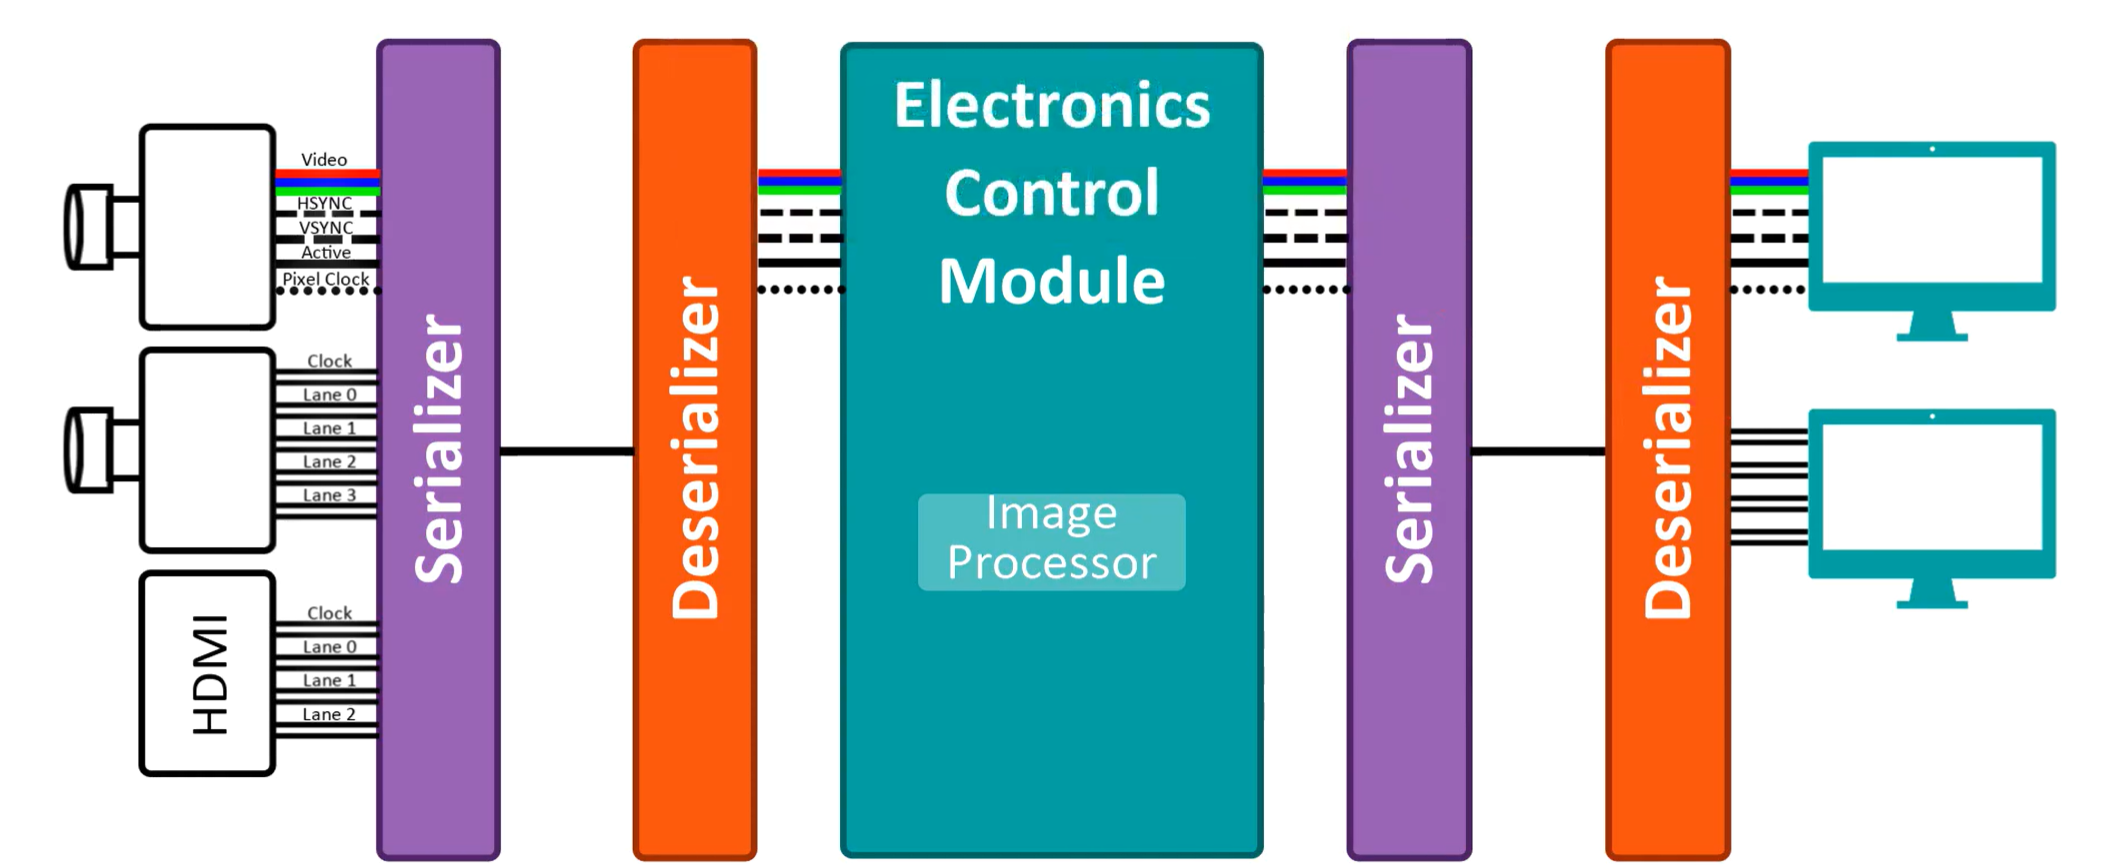 Video
HSYNC
VSYNC
Active
Pixel Clock
Clock
Lane 0
Lane 1
Lane 2
Lane 3
HDMI
Clock
Lane 0
Lane 1
Lane 2
Serializer
Deserializer
Electronics
Control
Module
Image
Processor
Serializer
Deserializer